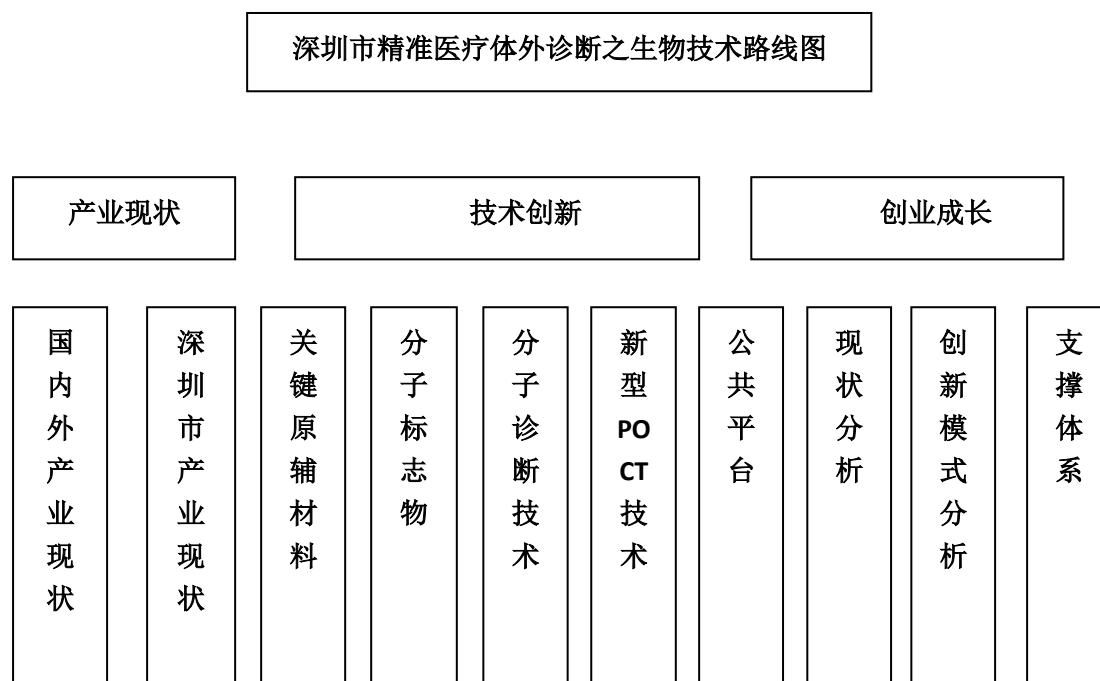 深圳市精准医疗体外诊断之生物技术路线图
产业现状
技术创新
创业成长
国内外产业现状
深圳市产业现状
关键原辅材料
分子标志物
分子诊断技术
新型POCT技术
公共平台
现状分析
创新模式分析
支撑体系